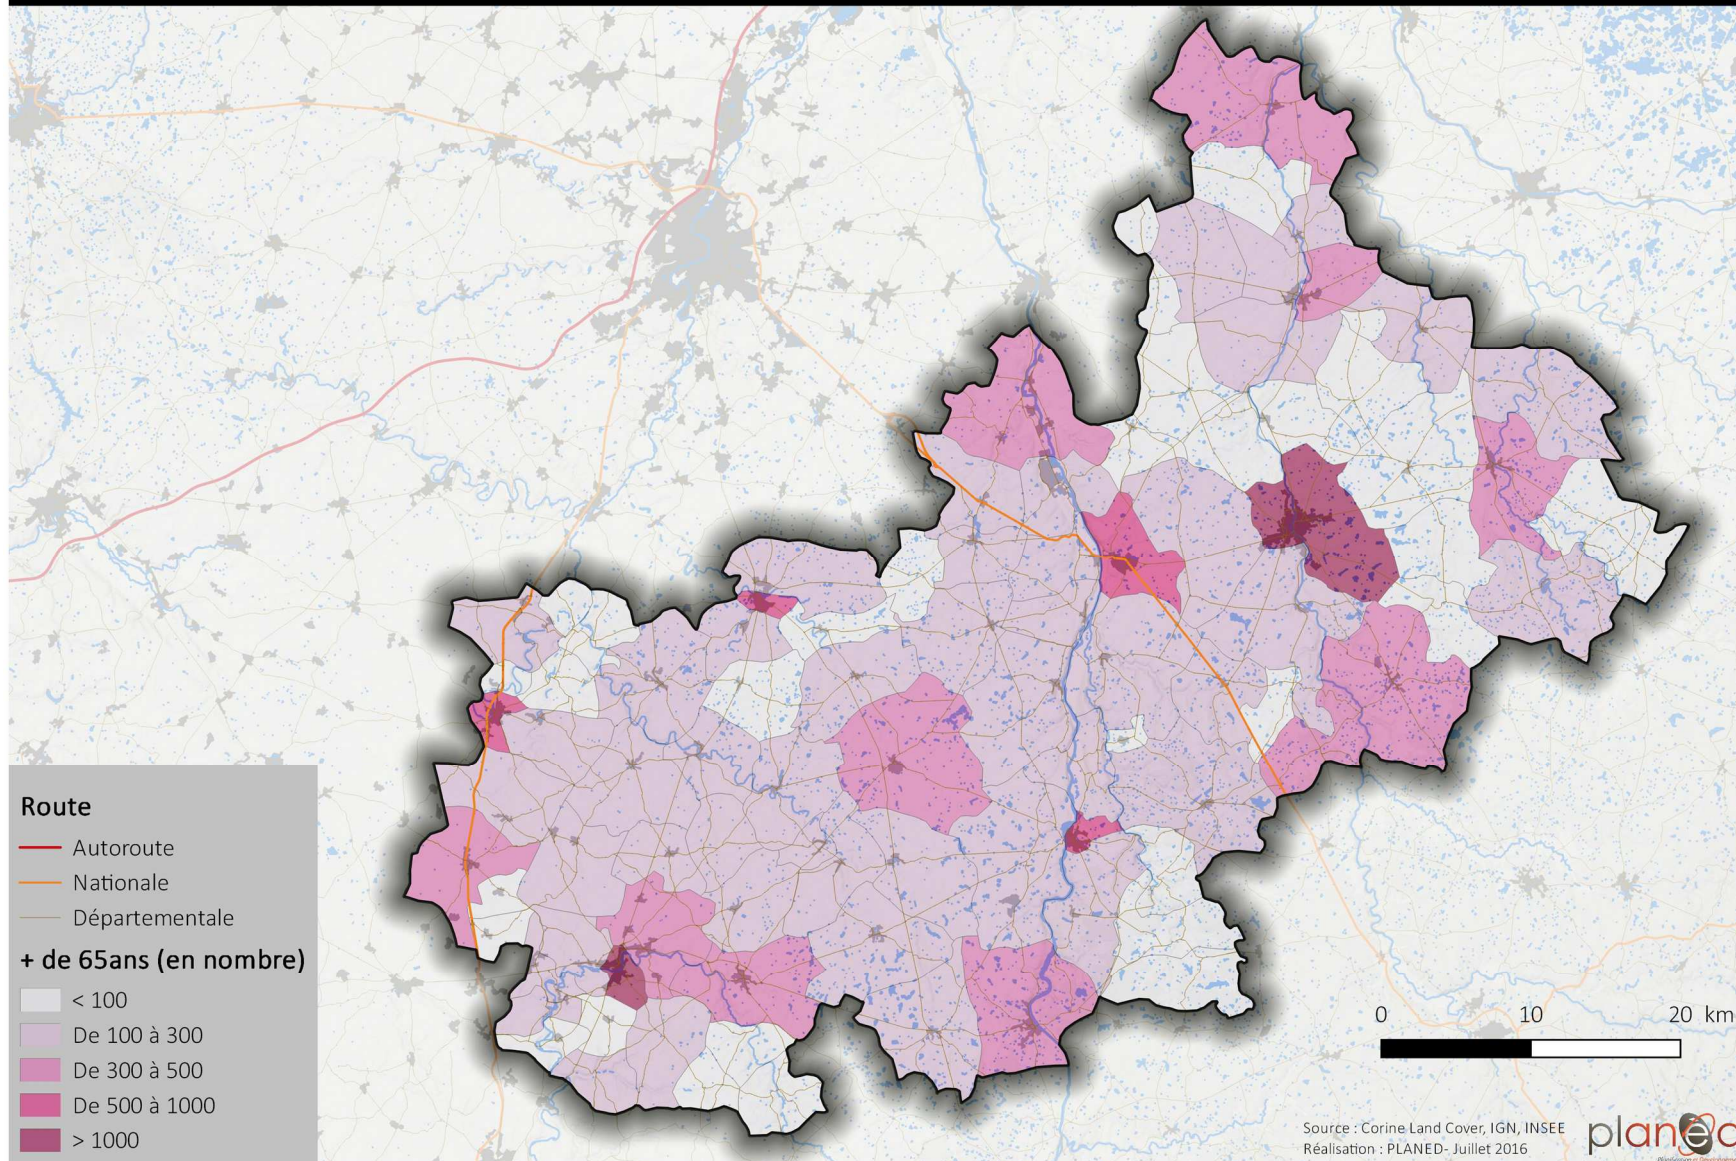 Route
Autoroute
Nationale
Départementale
+ de 65ans (en nombre)
< 100
De 100 à 300
De 300 à 500
De 500 à 1000
> 1000
0 10 20 km
Source : Corine Land Cover, IGN, INSEE
Réalisation : PLANED- Juillet 2016